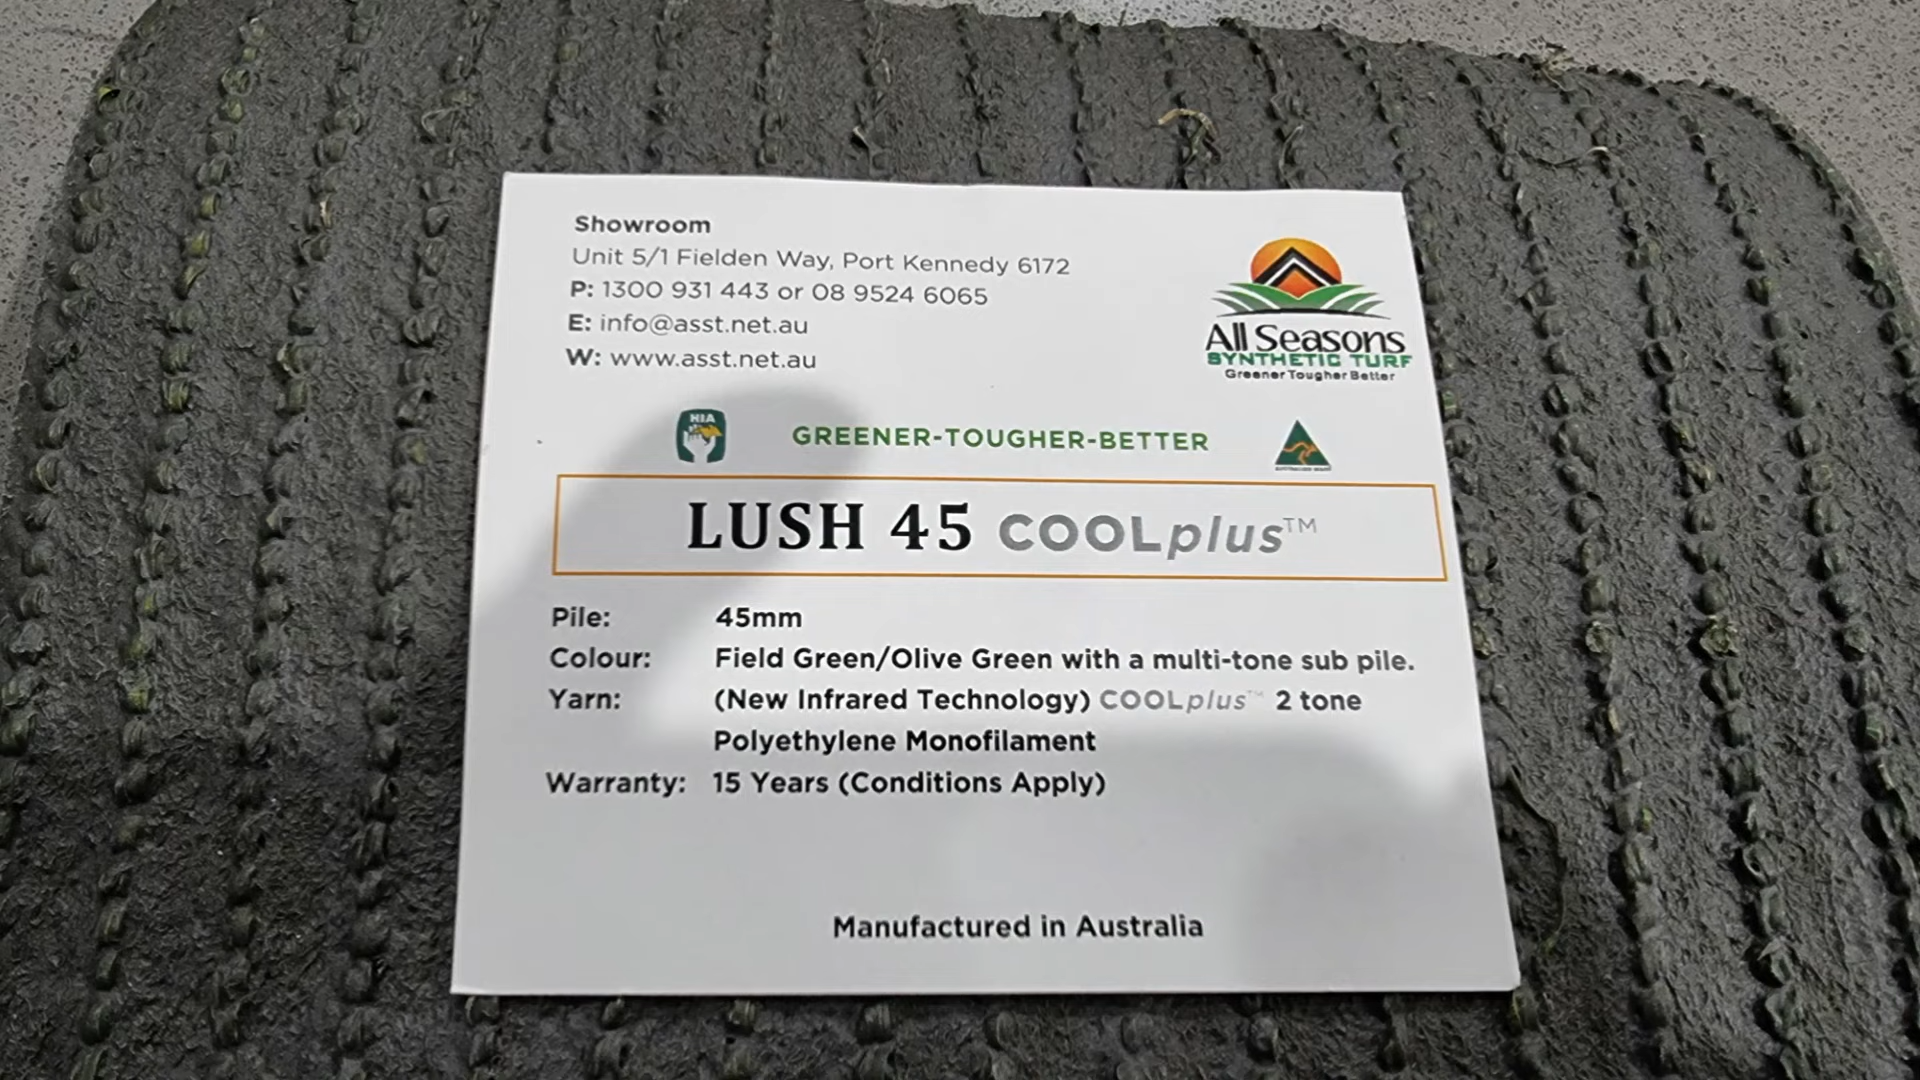 Showroom
Unit 5/1 Fielden Way, Port Kennedy 6172
P: 1300 931 443 or 08 9524 6065
E: info@asst.net.au
W: www.asst.net.au
All Seasons
SYNTHETIC TURF
Greener Tougher Better
HIA
GREENER-TOUGHER-BETTER
LUSH 45 COOLplus™
Pile: 45mm
Colour: Field Green/Olive Green with a multi-tone sub pile.
Yarn: (New Infrared Technology) COOLplus™ 2 tone
Polyethylene Monofilament
Warranty: 15 Years (Conditions Apply)
Manufactured in Australia